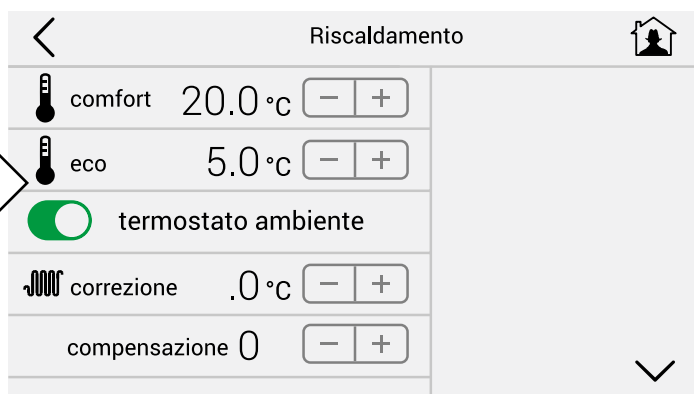 Riscaldamento
comfort 20.0 °C − +
eco 5.0 °C − +
termostato ambiente
correzione .0 °C − +
compensazione 0 − +